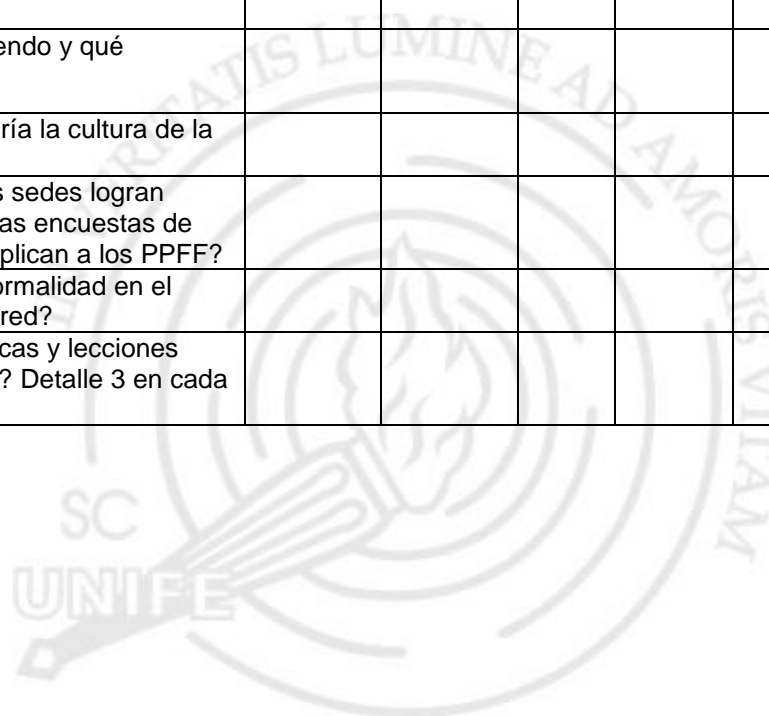 endo y qué
ría la cultura de la
s sedes logran
as encuestas de
plican a los PPFF?
ormalidad en el
red?
cas y lecciones
? Detalle 3 en cada
VERITATIS LUMINE AD AMORIS VITAM
SC
UNIFE